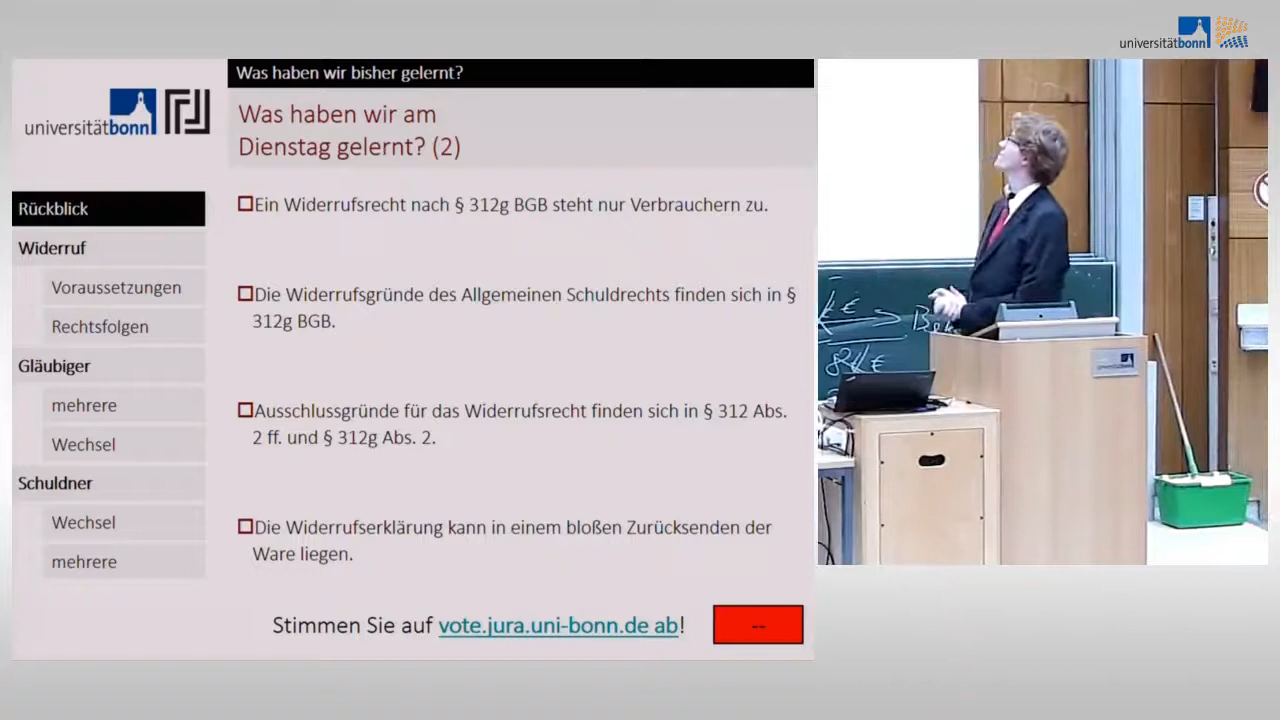 universitätbonn
Was haben wir bisher gelernt?
universitätbonn
Was haben wir am
Dienstag gelernt? (2)
Rückblick
Widerruf
Voraussetzungen
Rechtsfolgen
Gläubiger
mehrere
Wechsel
Schuldner
Wechsel
mehrere
Ein Widerrufsrecht nach § 312g BGB steht nur Verbrauchern zu.
Die Widerrufsgründe des Allgemeinen Schuldrechts finden sich in §
312g BGB.
Ausschlussgründe für das Widerrufsrecht finden sich in § 312 Abs.
2 ff. und § 312g Abs. 2.
Die Widerrufserklärung kann in einem bloßen Zurücksenden der
Ware liegen.
Stimmen Sie auf vote.jura.uni-bonn.de ab!
--
universitätbonn